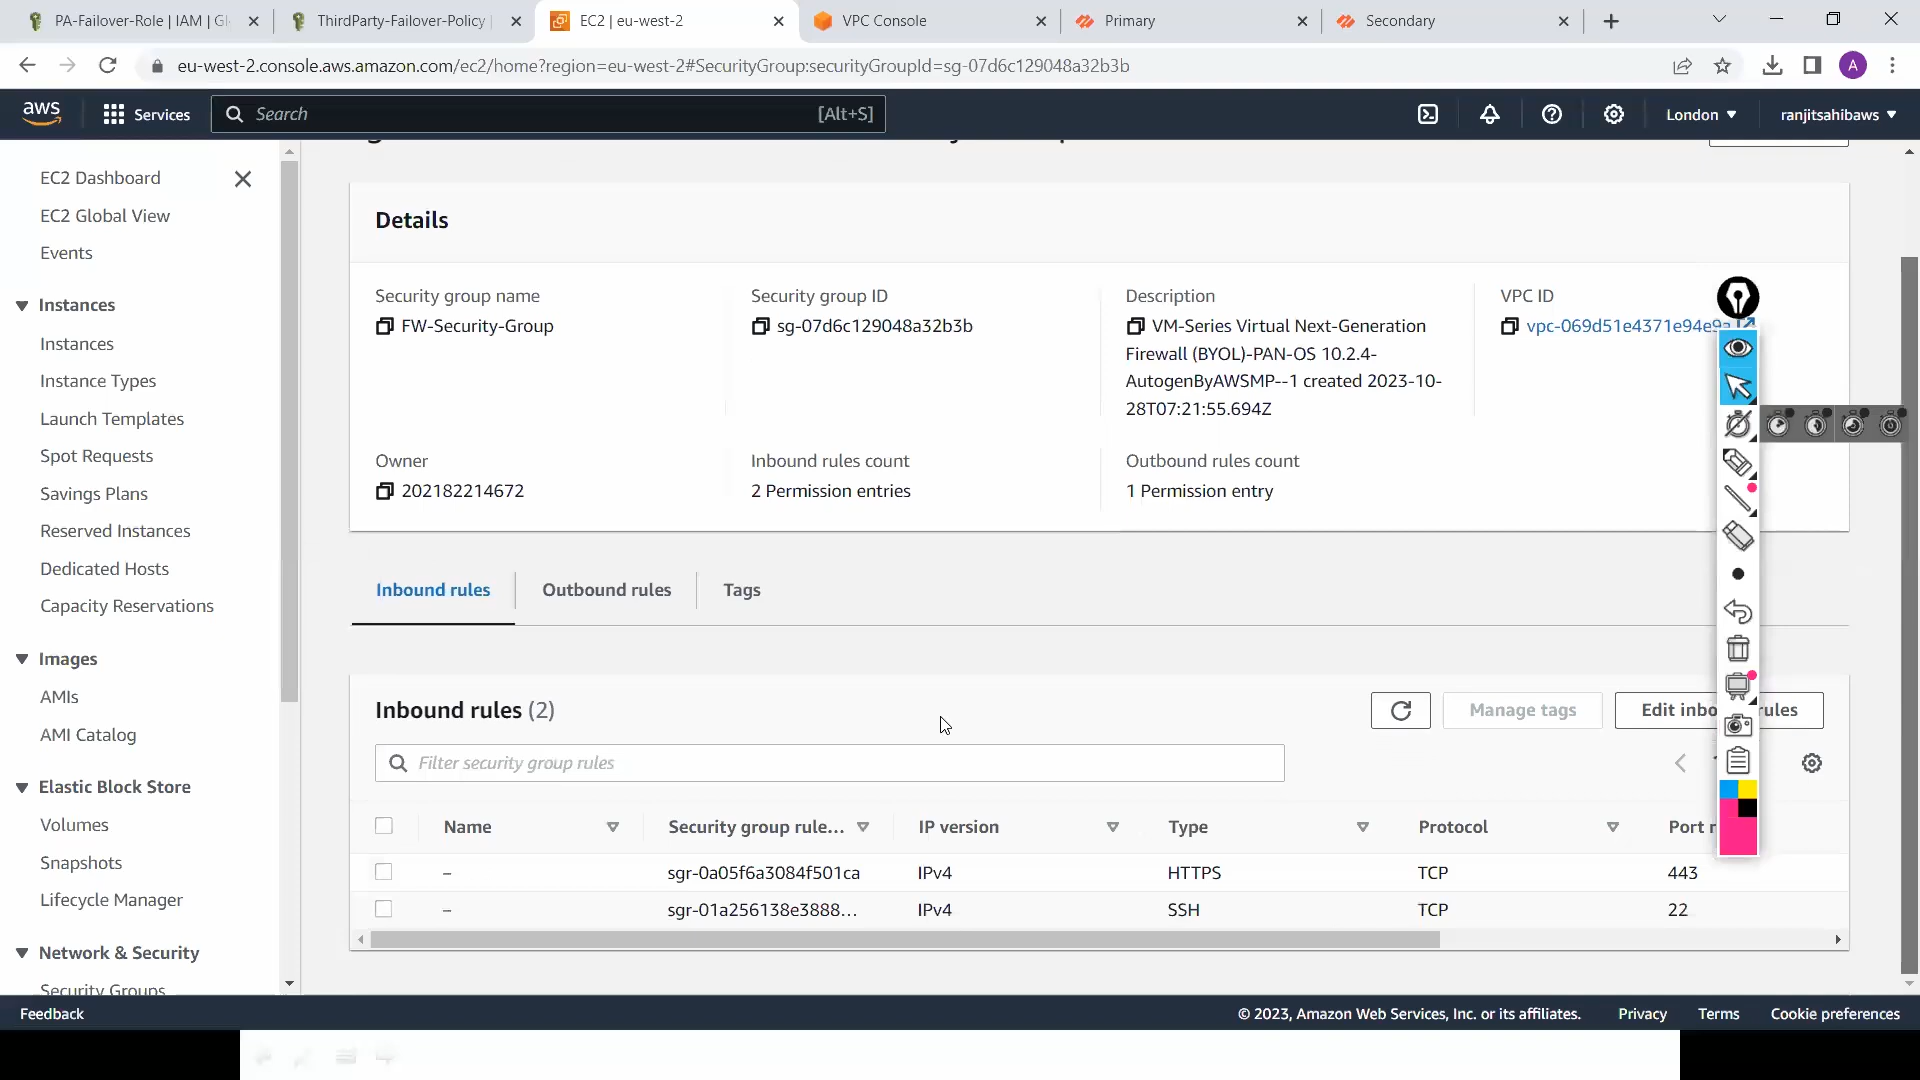 PA-Failover-Role | IAM | Gl
ThirdParty-Failover-Policy |
EC2 | eu-west-2
VPC Console
Primary
Secondary
eu-west-2.console.aws.amazon.com/ec2/home?region=eu-west-2#SecurityGroup:securityGroupId=sg-07d6c129048a32b3b
A
aws
Services
Search
[Alt+S]
London
ranjitsahibaws
EC2 Dashboard
EC2 Global View
Events
Instances
Instances
Instance Types
Launch Templates
Spot Requests
Savings Plans
Reserved Instances
Dedicated Hosts
Capacity Reservations
Images
AMIs
AMI Catalog
Elastic Block Store
Volumes
Snapshots
Lifecycle Manager
Network & Security
Security Groups
Details
Security group name
FW-Security-Group
Security group ID
sg-07d6c129048a32b3b
Description
VM-Series Virtual Next-Generation
Firewall (BYOL)-PAN-OS 10.2.4-
AutogenByAWSMP--1 created 2023-10-
28T07:21:55.694Z
VPC ID
vpc-069d51e4371e94e9a
Owner
202182214672
Inbound rules count
2 Permission entries
Outbound rules count
1 Permission entry
Inbound rules
Outbound rules
Tags
Inbound rules (2)
Manage tags
Edit inbo rules
Filter security group rules
Name
Security group rule...
IP version
Type
Protocol
Port r
– sgr-0a05f6a3084f501ca IPv4 HTTPS TCP 443
– sgr-01a256138e3888... IPv4 SSH TCP 22
Feedback
© 2023, Amazon Web Services, Inc. or its affiliates.
Privacy
Terms
Cookie preferences